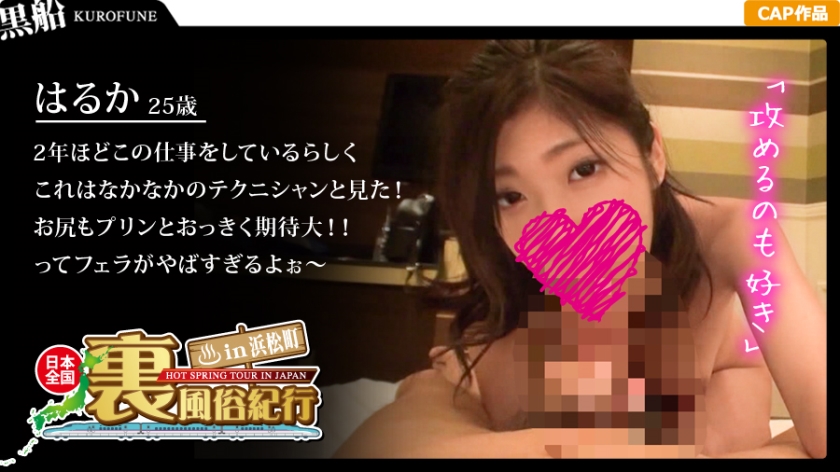 黒船 KUROFUNE
CAP作品
はるか 25歳
2年ほどこの仕事をしているらしく
これはなかなかのテクニシャンと見た!
お尻もプリンとおっきく期待大!!
ってフェラがやばすぎるよぉ～
「攻めるのも好き」
♨in浜松町
日本
全国
HOT SPRING TOUR IN JAPAN
裏風俗紀行